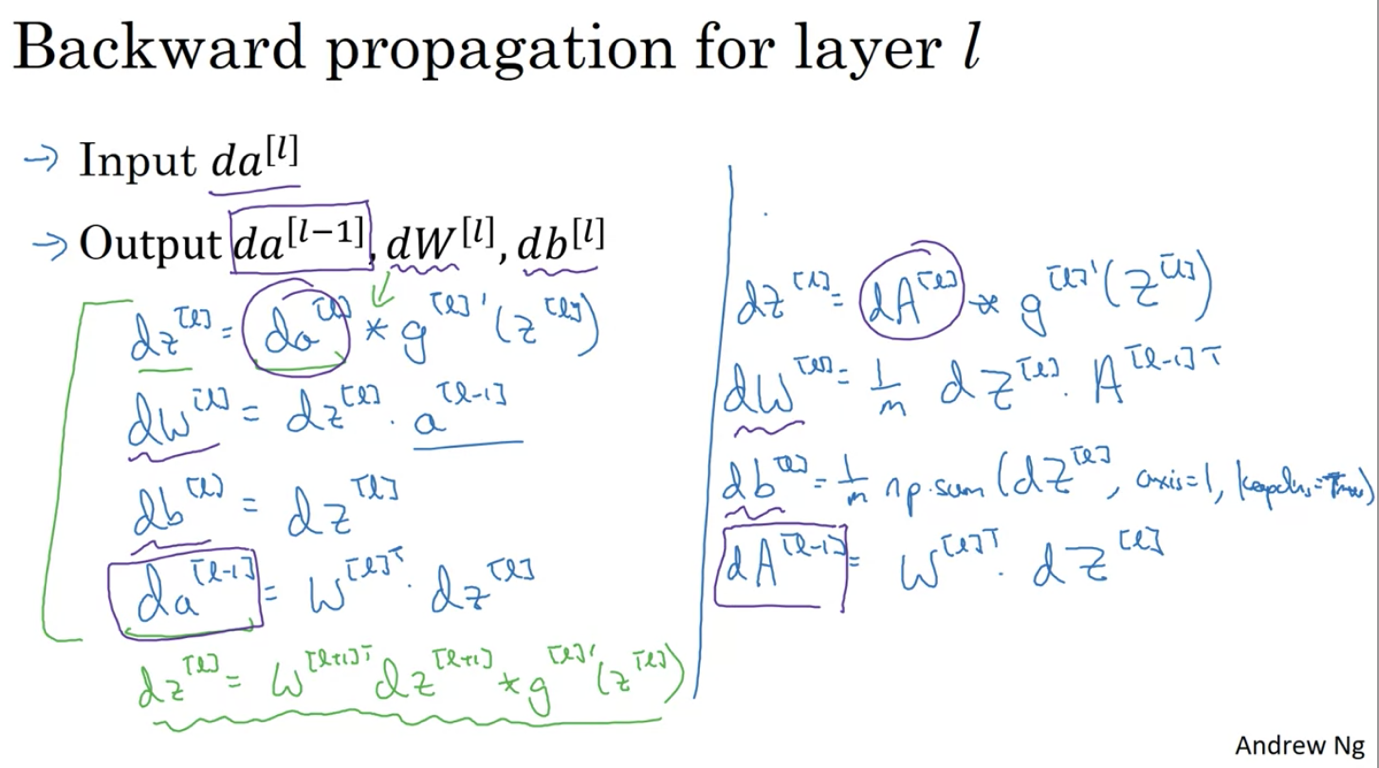 Backward propagation for layer l
→ Input da^[l]
→ Output da^[l-1], dW^[l], db^[l]
dz^[l] = da^[l] * g^[l]'(z^[l])
dw^[l] = dz^[l] · a^[l-1]
db^[l] = dz^[l]
da^[l-1] = W^[l]T · dz^[l]
dz^[l] = W^[l+1]T dz^[l+1] * g^[l]'(z^[l])
dz^[l] = dA^[l] * g^[l]'(z^[l])
dW^[l] = 1/m dZ^[l] · A^[l-1]T
db^[l] = 1/m np.sum(dZ^[l], axis=1, keepdims=True)
dA^[l-1] = W^[l]T · dZ^[l]
Andrew Ng